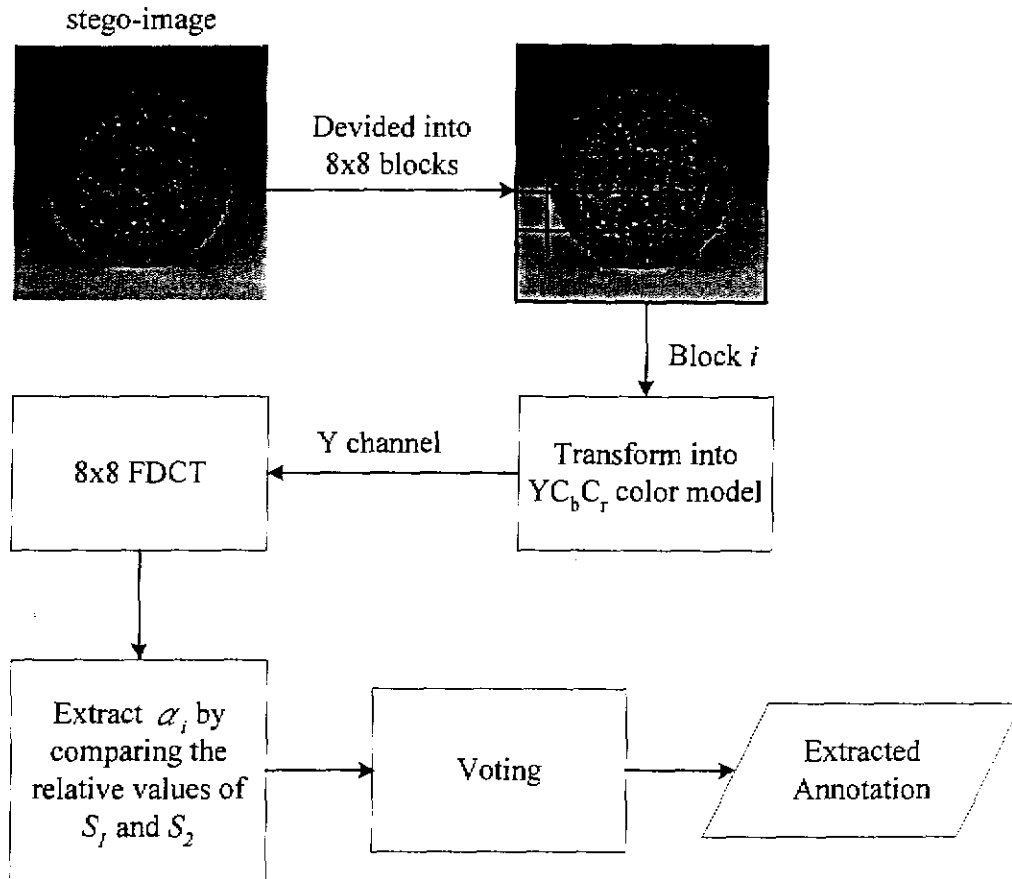 stego-image
Devided into
8x8 blocks
Block i
Transform into
YCbCr color model
Y channel
8x8 FDCT
Extract αi by
comparing the
relative values of
S1 and S2
Voting
Extracted
Annotation